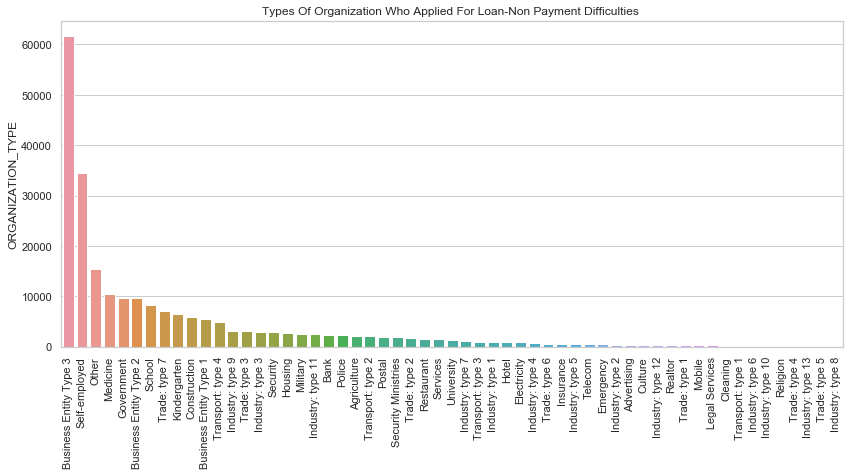 Types Of Organization Who Applied For Loan-Non Payment Difficulties
ORGANIZATION_TYPE
60000
50000
40000
30000
20000
10000
0
Business Entity Type 3
Self-employed
Other
Medicine
Government
Business Entity Type 2
School
Trade: type 7
Kindergarten
Construction
Business Entity Type 1
Transport: type 4
Industry: type 9
Trade: type 3
Industry: type 3
Security
Housing
Military
Industry: type 11
Bank
Police
Agriculture
Transport: type 2
Postal
Security Ministries
Trade: type 2
Restaurant
Services
University
Industry: type 7
Transport: type 3
Industry: type 1
Hotel
Electricity
Industry: type 4
Trade: type 6
Insurance
Industry: type 5
Telecom
Emergency
Industry: type 2
Advertising
Culture
Industry: type 12
Realtor
Trade: type 1
Mobile
Legal Services
Cleaning
Transport: type 1
Industry: type 6
Industry: type 10
Religion
Trade: type 4
Industry: type 13
Trade: type 5
Industry: type 8